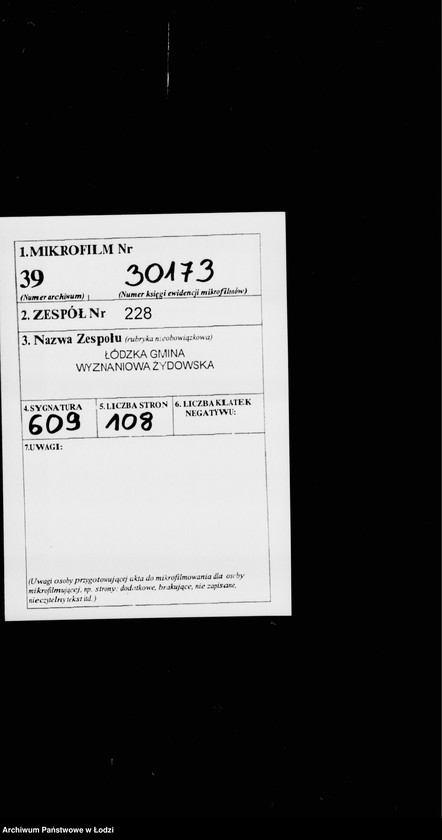 1.MIKROFILM Nr
39 30173
(Numer archiwum) (Numer księgi ewidencji mikrofilmów)
2. ZESPÓŁ Nr 228
3. Nazwa Zespołu (rubryka nieobowiązkowa)
ŁÓDZKA GMINA
WYZNANIOWA ŻYDOWSKA
4.SYGNATURA 5.LICZBA STRON 6. LICZBA KLATEK
NEGATYWU:
609 108
7.UWAGI:
(Uwagi osoby przygotowującej akta do mikrofilmowania dla osoby
mikrofilmującej, np. strony: dodatkowe, brakujące, nie zapisane,
nieczytelny tekst itd.)
Archiwum Państwowe w Łodzi